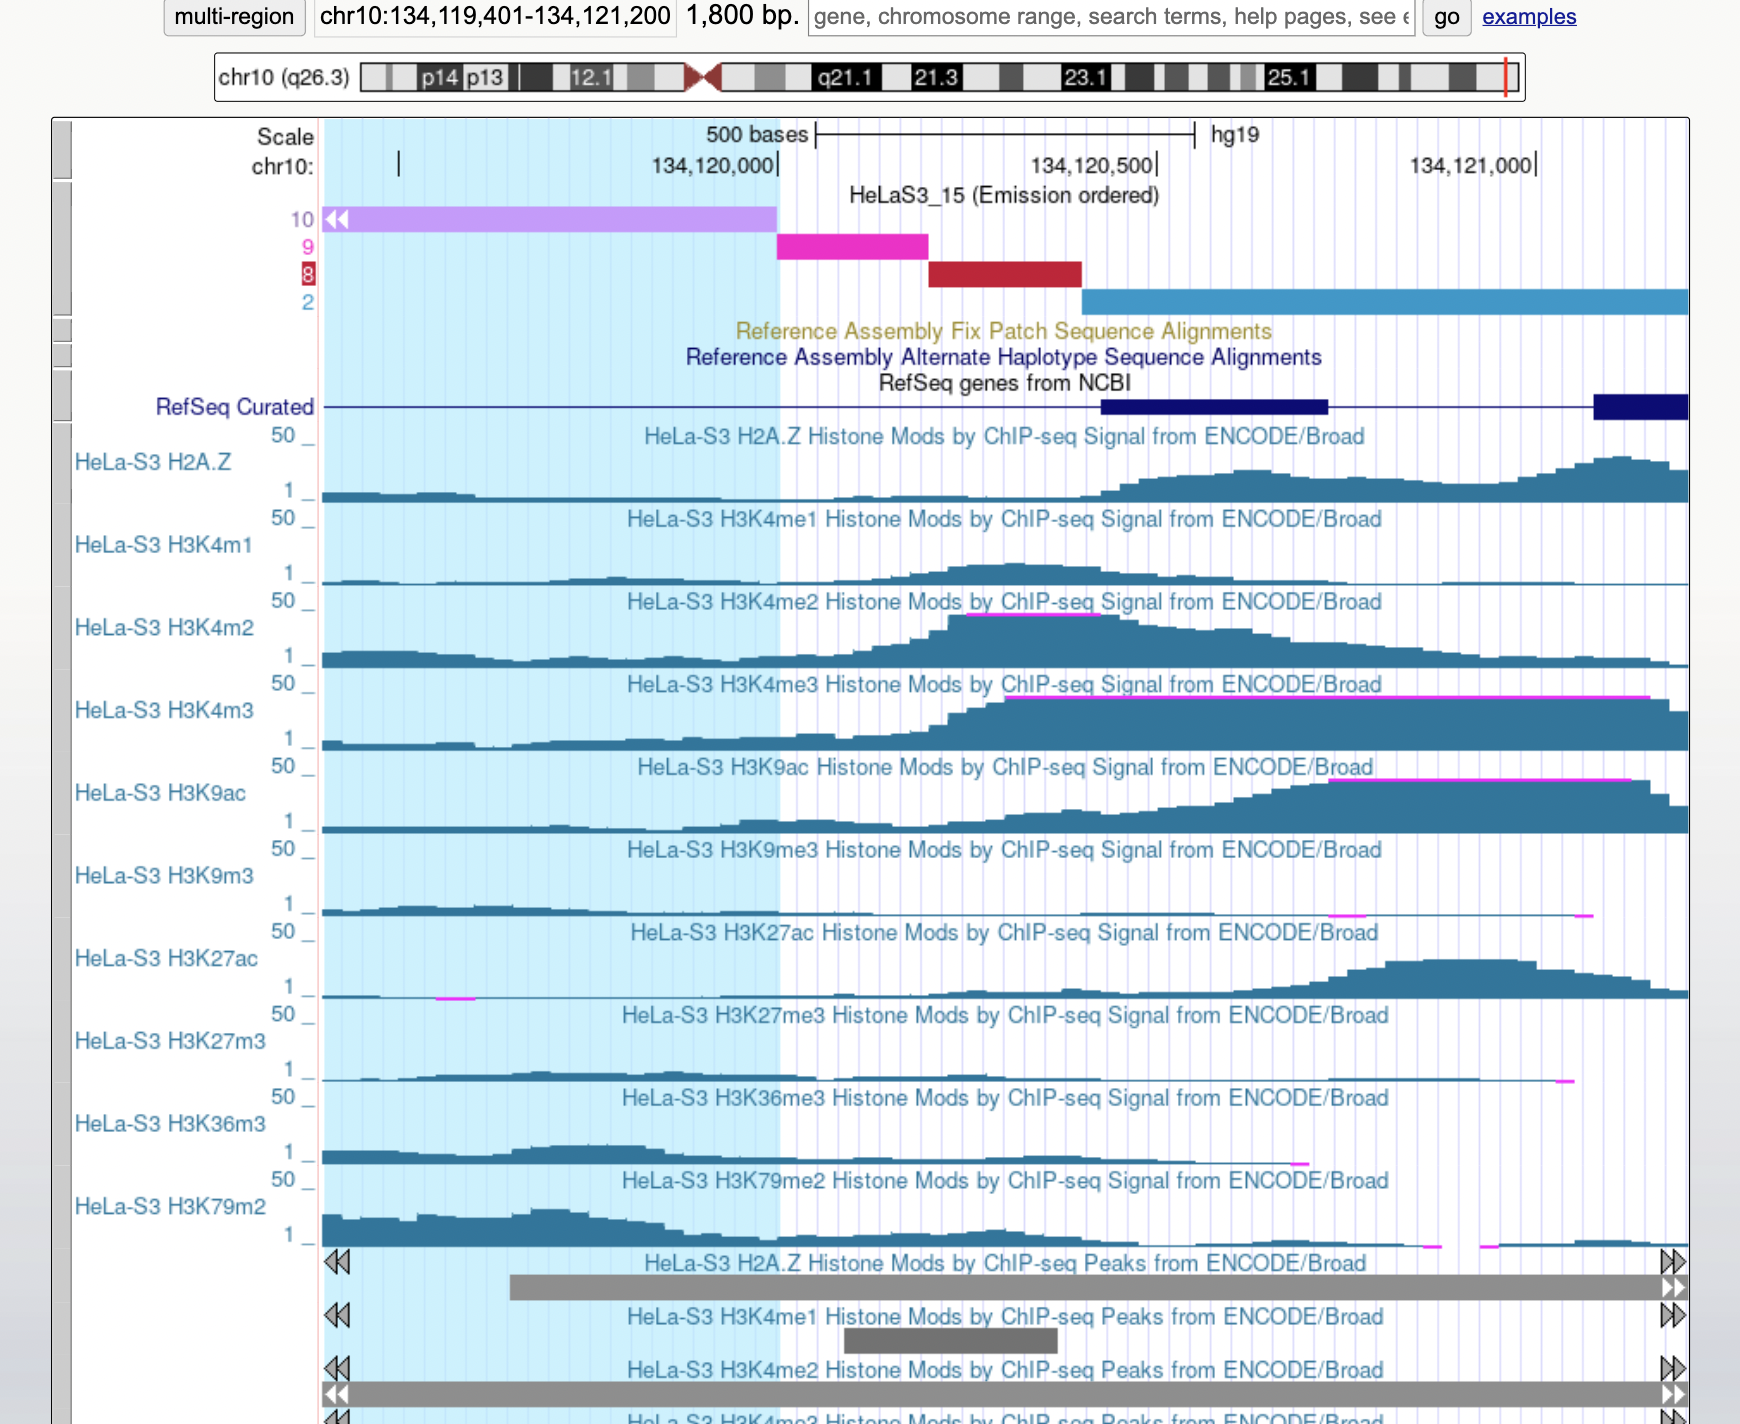 multi-region chr10:134,119,401-134,121,200 1,800 bp. gene, chromosome range, search terms, help pages, see e go examples
chr10 (q26.3) p14 p13 12.1 q21.1 21.3 23.1 25.1
Scale 500 bases hg19
chr10: 134,120,000 134,120,500 134,121,000
HeLaS3_15 (Emission ordered)
10
9
8
2
Reference Assembly Fix Patch Sequence Alignments
Reference Assembly Alternate Haplotype Sequence Alignments
RefSeq genes from NCBI
RefSeq Curated
50 _ HeLa-S3 H2A.Z Histone Mods by ChIP-seq Signal from ENCODE/Broad
HeLa-S3 H2A.Z
1 _
50 _ HeLa-S3 H3K4me1 Histone Mods by ChIP-seq Signal from ENCODE/Broad
HeLa-S3 H3K4m1
1 _
50 _ HeLa-S3 H3K4me2 Histone Mods by ChIP-seq Signal from ENCODE/Broad
HeLa-S3 H3K4m2
1 _
50 _ HeLa-S3 H3K4me3 Histone Mods by ChIP-seq Signal from ENCODE/Broad
HeLa-S3 H3K4m3
1 _
50 _ HeLa-S3 H3K9ac Histone Mods by ChIP-seq Signal from ENCODE/Broad
HeLa-S3 H3K9ac
1 _
50 _ HeLa-S3 H3K9me3 Histone Mods by ChIP-seq Signal from ENCODE/Broad
HeLa-S3 H3K9m3
1 _
50 _ HeLa-S3 H3K27ac Histone Mods by ChIP-seq Signal from ENCODE/Broad
HeLa-S3 H3K27ac
1 _
50 _ HeLa-S3 H3K27me3 Histone Mods by ChIP-seq Signal from ENCODE/Broad
HeLa-S3 H3K27m3
1 _
50 _ HeLa-S3 H3K36me3 Histone Mods by ChIP-seq Signal from ENCODE/Broad
HeLa-S3 H3K36m3
1 _
50 _ HeLa-S3 H3K79me2 Histone Mods by ChIP-seq Signal from ENCODE/Broad
HeLa-S3 H3K79m2
1 _
HeLa-S3 H2A.Z Histone Mods by ChIP-seq Peaks from ENCODE/Broad
HeLa-S3 H3K4me1 Histone Mods by ChIP-seq Peaks from ENCODE/Broad
HeLa-S3 H3K4me2 Histone Mods by ChIP-seq Peaks from ENCODE/Broad
HeLa-S3 H3K4me3 Histone Mods by ChIP-seq Peaks from ENCODE/Broad